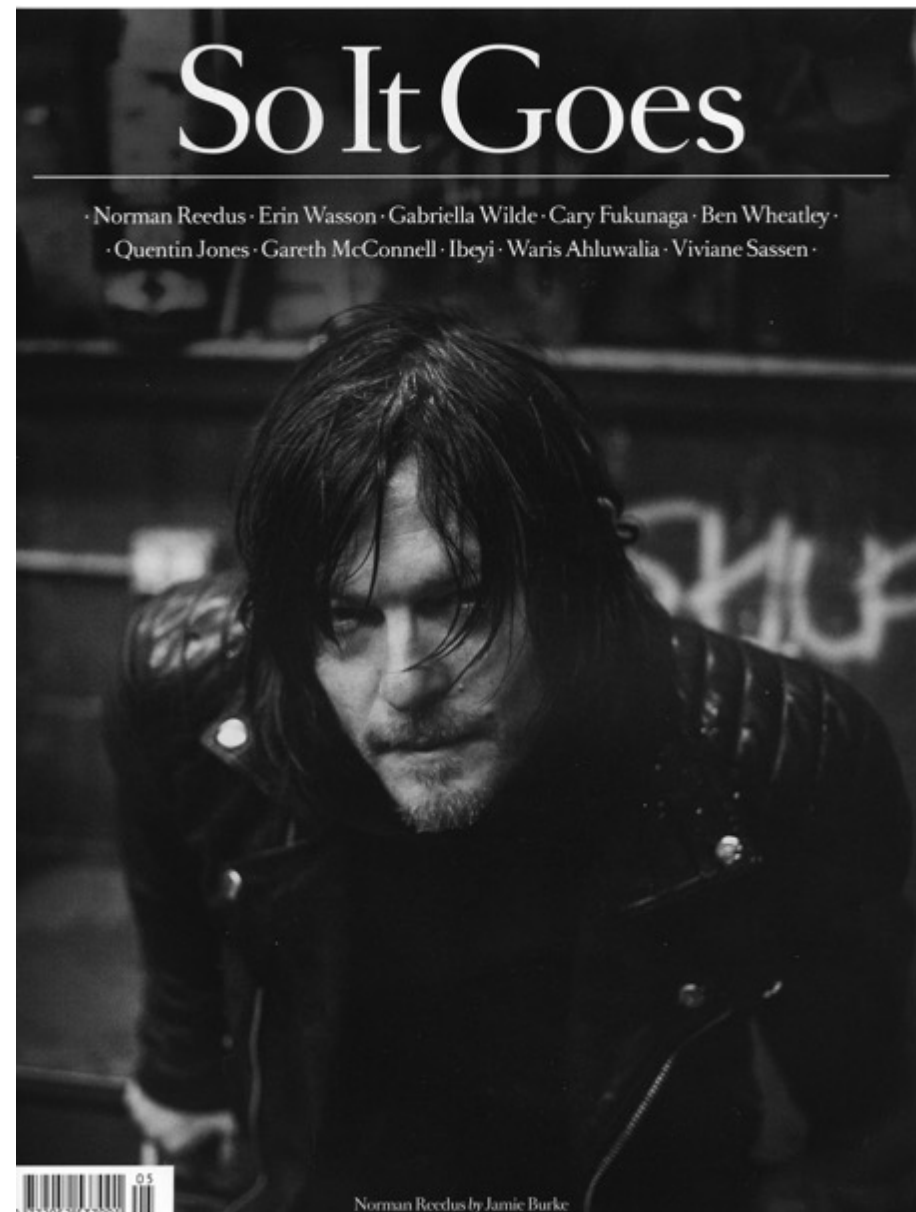 So It Goes
· Norman Reedus · Erin Wasson · Gabriella Wilde · Cary Fukunaga · Ben Wheatley ·
· Quentin Jones · Gareth McConnell · Ibeyi · Waris Ahluwalia · Viviane Sassen ·
05
Norman Reedus by Jamie Burke